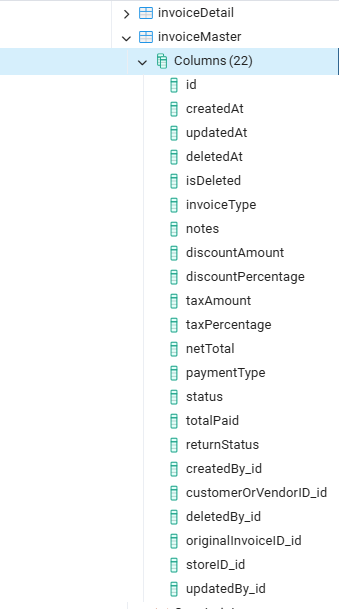 invoiceDetail
invoiceMaster
Columns (22)
id
createdAt
updatedAt
deletedAt
isDeleted
invoiceType
notes
discountAmount
discountPercentage
taxAmount
taxPercentage
netTotal
paymentType
status
totalPaid
returnStatus
createdBy_id
customerOrVendorID_id
deletedBy_id
originalInvoiceID_id
storeID_id
updatedBy_id